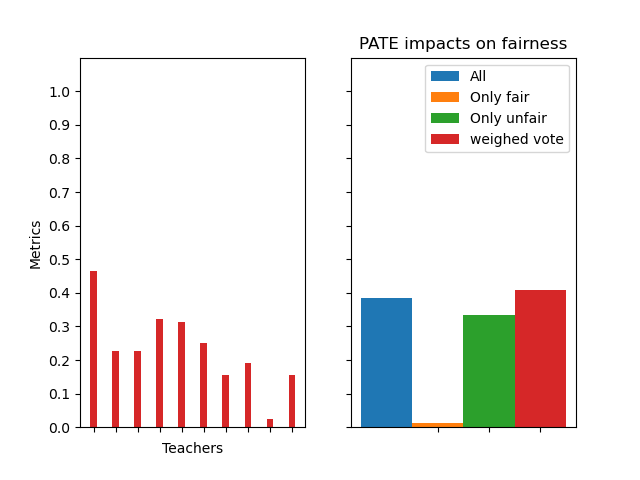 PATE impacts on fairness
1.0
0.9
0.8
0.7
0.6
0.5
0.4
0.3
0.2
0.1
0.0
Metrics
Teachers
All
Only fair
Only unfair
weighed vote